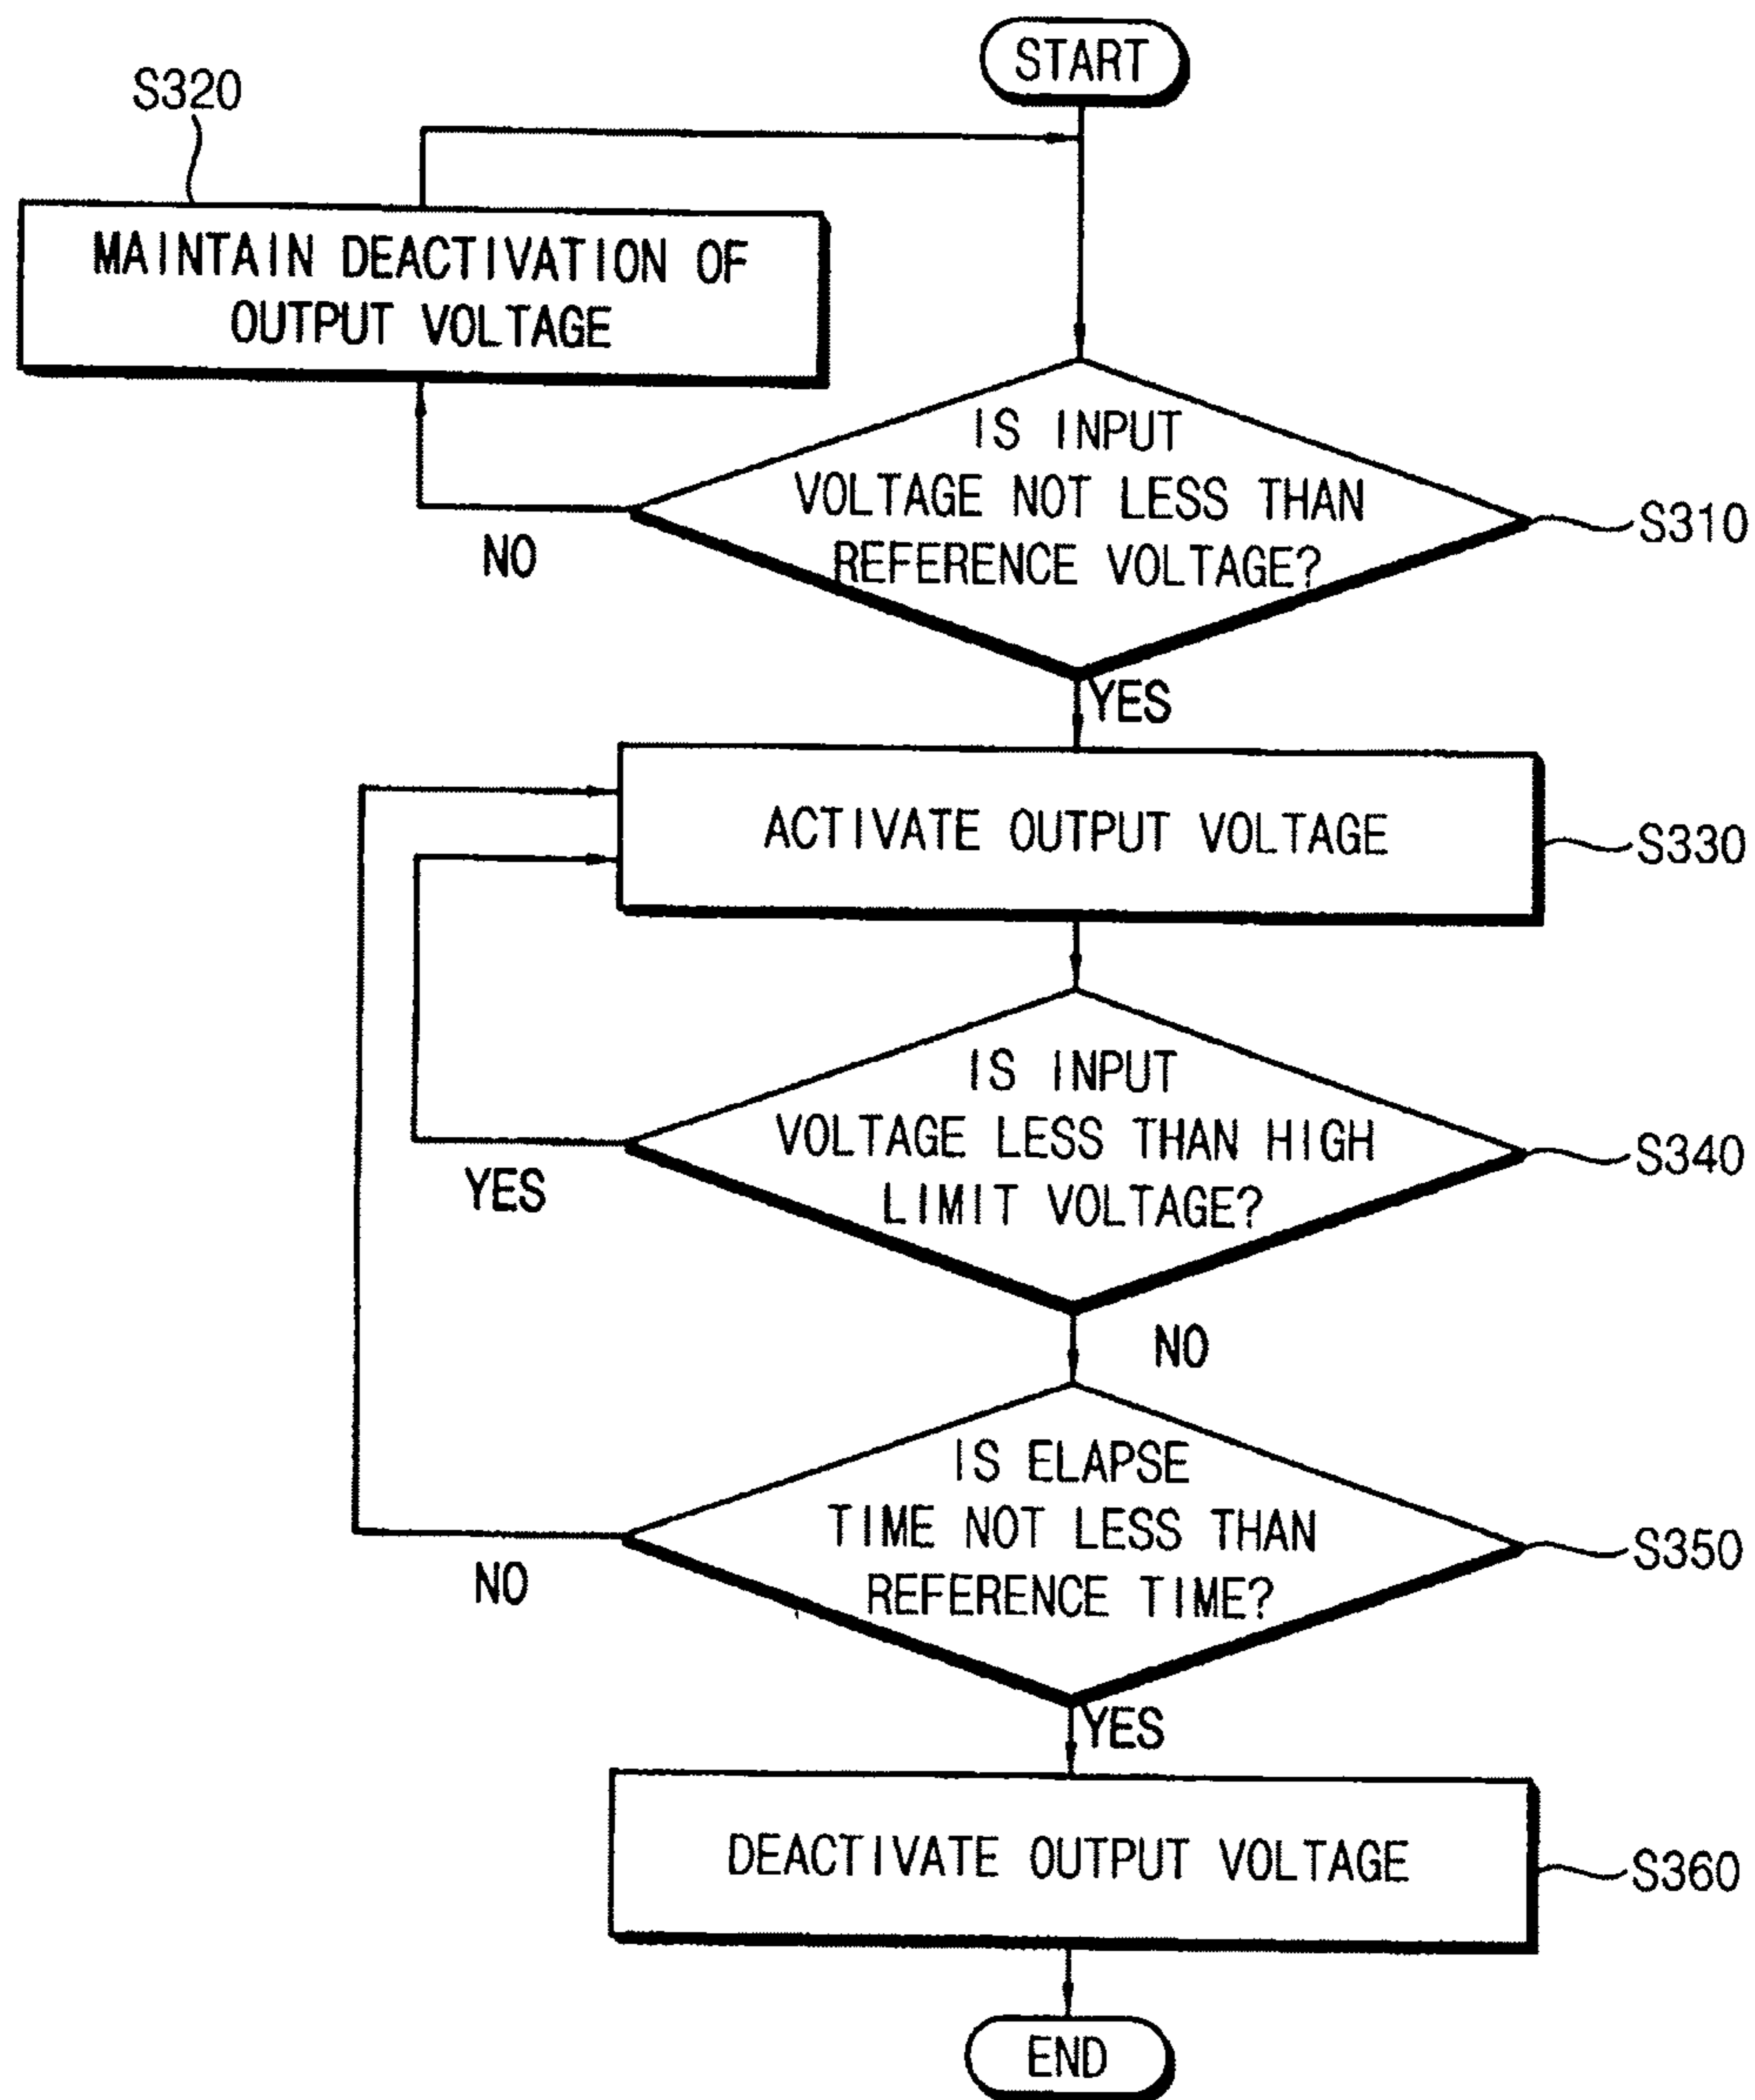 START
S320
MAINTAIN DEACTIVATION OF
OUTPUT VOLTAGE
IS INPUT
VOLTAGE NOT LESS THAN
REFERENCE VOLTAGE?
S310
NO
YES
ACTIVATE OUTPUT VOLTAGE
S330
IS INPUT
VOLTAGE LESS THAN HIGH
LIMIT VOLTAGE?
S340
YES
NO
IS ELAPSE
TIME NOT LESS THAN
REFERENCE TIME?
S350
NO
YES
DEACTIVATE OUTPUT VOLTAGE
S360
END